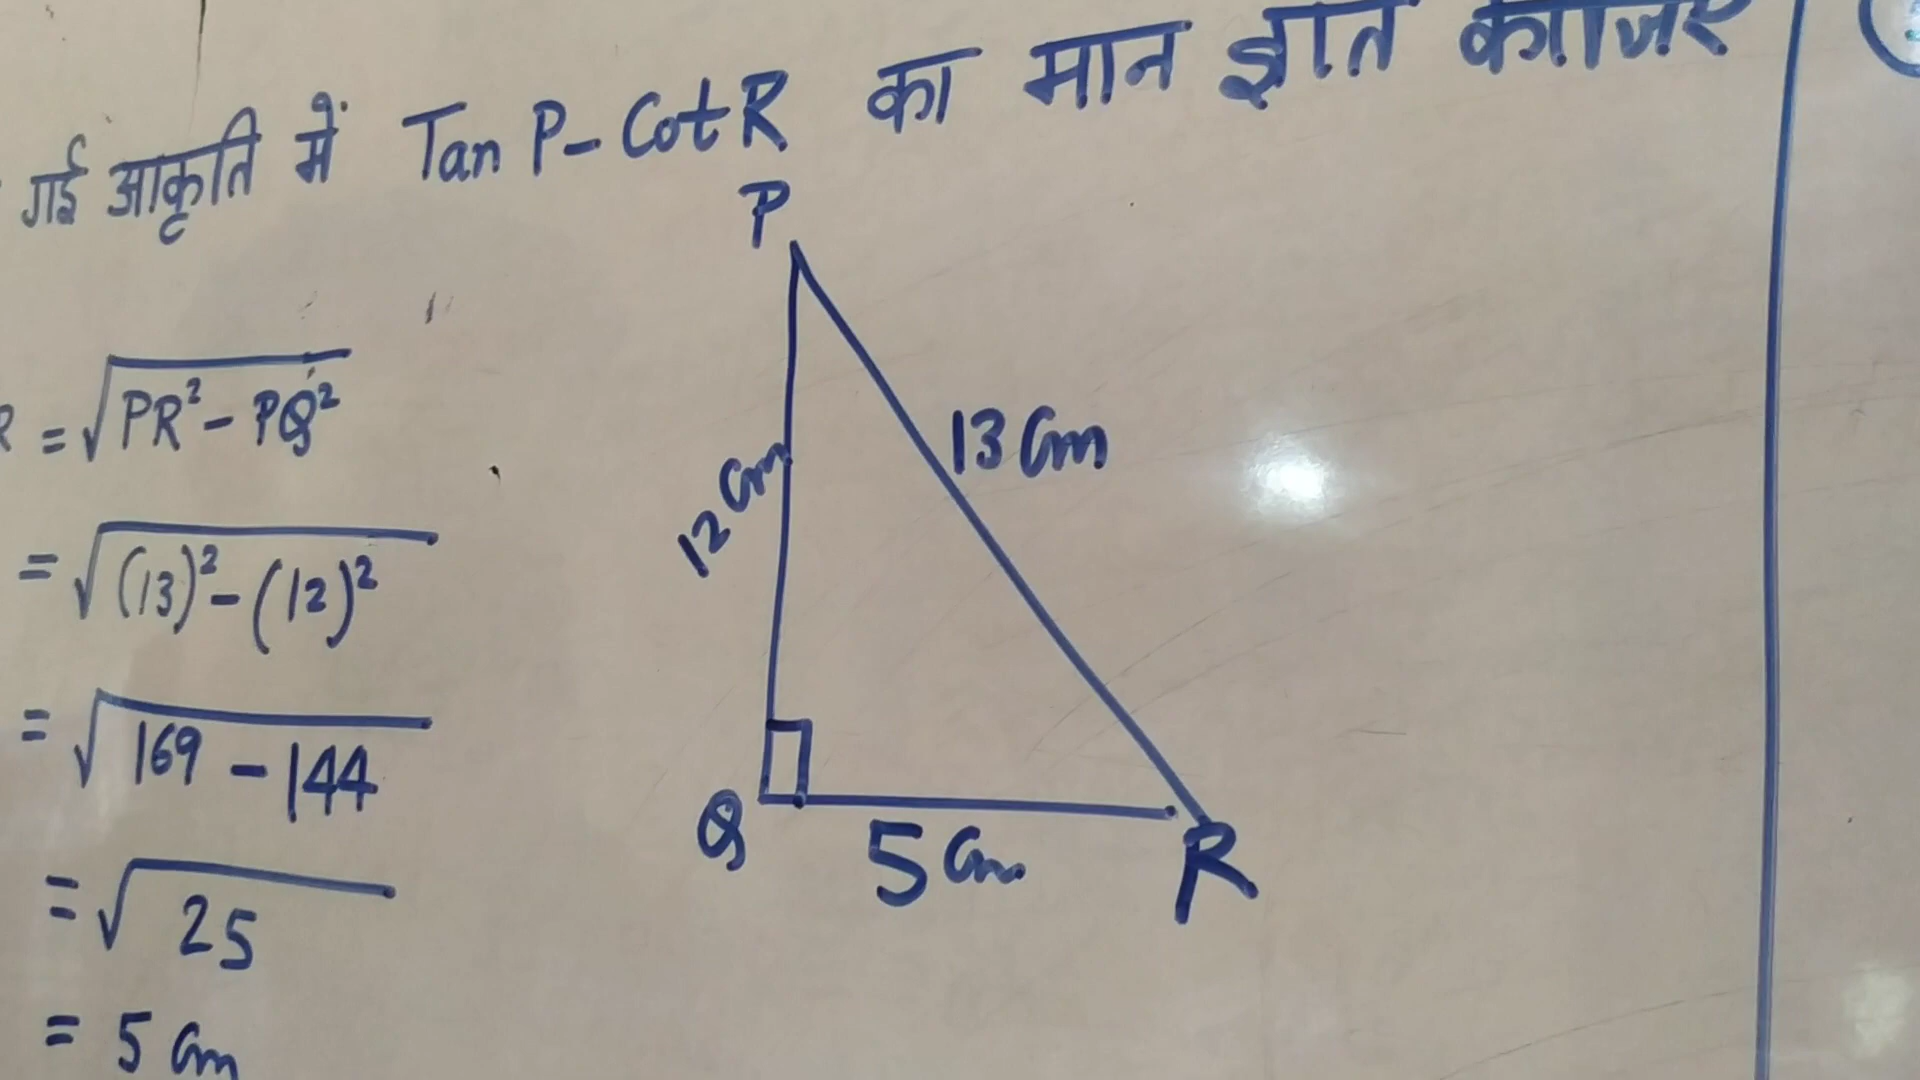 गई आकृति में Tan P - Cot R का मान ज्ञात कीजिए
P
R = √PR² - PQ²
13 cm
12 cm
= √(13)² - (12)²
= √169 - 144
Q
5 cm
R
= √25
= 5 cm